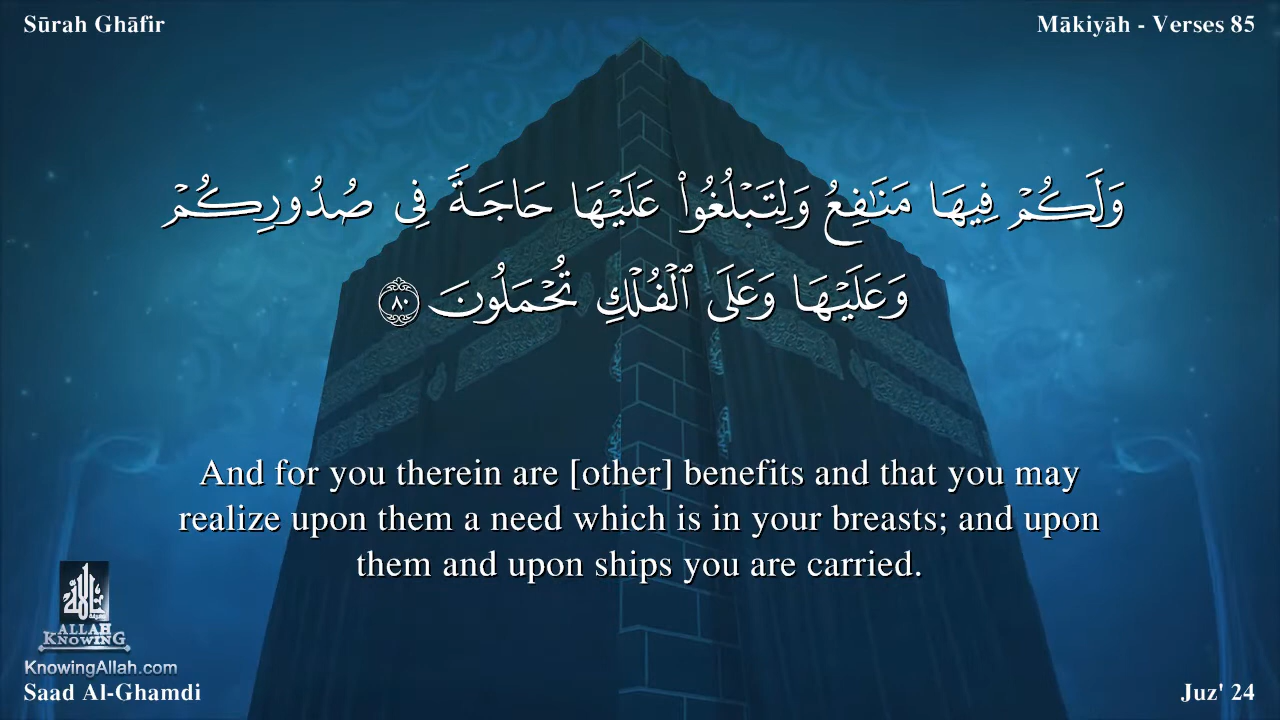 Sūrah Ghāfir
Mākiyāh - Verses 85
وَلَكُمْ فِيهَا مَنَـٰفِعُ وَلِتَبْلُغُوا۟ عَلَيْهَا حَاجَةًۭ فِى صُدُورِكُمْ
وَعَلَيْهَا وَعَلَى ٱلْفُلْكِ تُحْمَلُونَ ٨٠
And for you therein are [other] benefits and that you may
realize upon them a need which is in your breasts; and upon
them and upon ships you are carried.
ALLAH
KNOWING
KnowingAllah.com
Saad Al-Ghamdi
Juz' 24